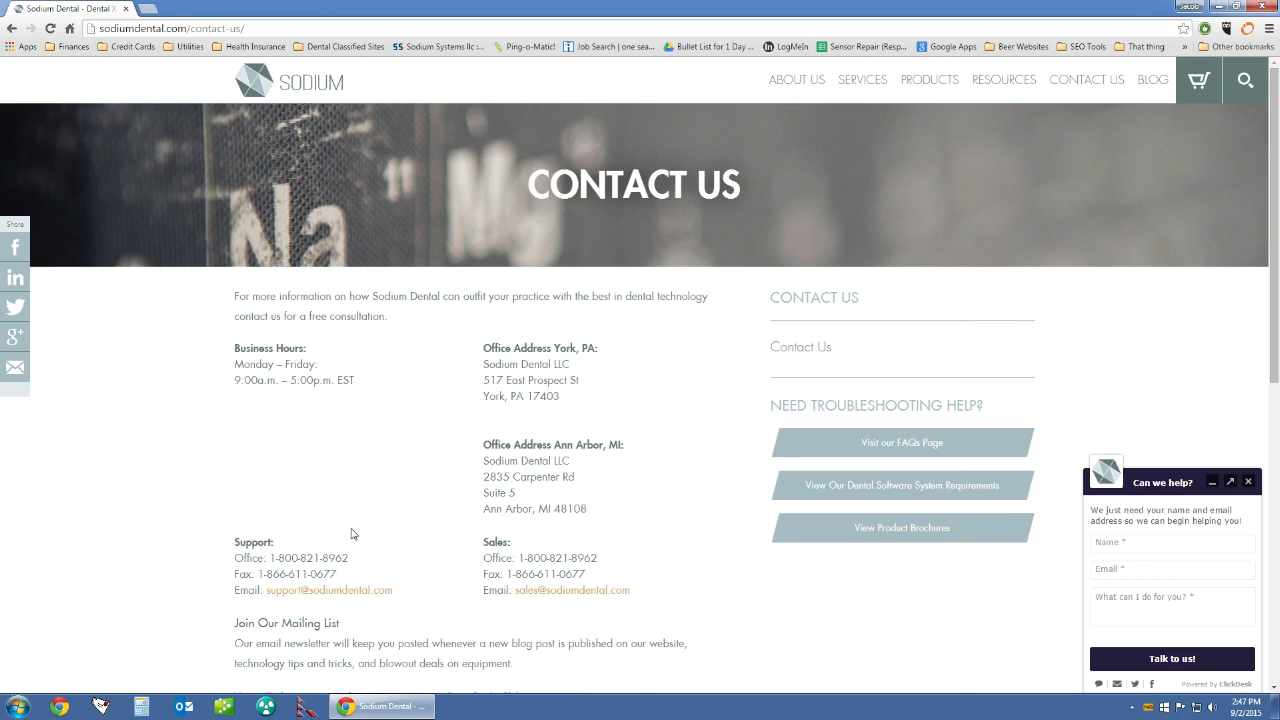 Sodium Dental - Dental X
Jacob
sodiumdental.com/contact-us/
Apps Finances Credit Cards Utilities Health Insurance Dental Classified Sites Sodium Systems llc :... Ping-o-Matic! Job Search | one sea... Bullet List for 1 Day ... LogMeIn Sensor Repair (Resp... Google Apps Beer Websites SEO Tools That thing » Other bookmarks
SODIUM
ABOUT US SERVICES PRODUCTS RESOURCES CONTACT US BLOG
CONTACT US
Na
Mg
Share
For more information on how Sodium Dental can outfit your practice with the best in dental technology
contact us for a free consultation.
Business Hours:
Monday – Friday:
9:00a.m. – 5:00p.m. EST
Office Address York, PA:
Sodium Dental LLC
517 East Prospect St
York, PA 17403
Office Address Ann Arbor, MI:
Sodium Dental LLC
2835 Carpenter Rd
Suite 5
Ann Arbor, MI 48108
Support:
Office: 1-800-821-8962
Fax: 1-866-611-0677
Email: support@sodiumdental.com
Sales:
Office: 1-800-821-8962
Fax: 1-866-611-0677
Email: sales@sodiumdental.com
Join Our Mailing List
Our email newsletter will keep you posted whenever a new blog post is published on our website,
technology tips and tricks, and blowout deals on equipment.
CONTACT US
Contact Us
NEED TROUBLESHOOTING HELP?
Visit our FAQs Page
View Our Dental Software System Requirements
View Product Brochures
Can we help?
We just need your name and email
address so we can begin helping you!
Name *
Email *
What can I do for you? *
Talk to us!
Powered by ClickDesk
Sodium Dental - ...
2:47 PM
9/2/2015